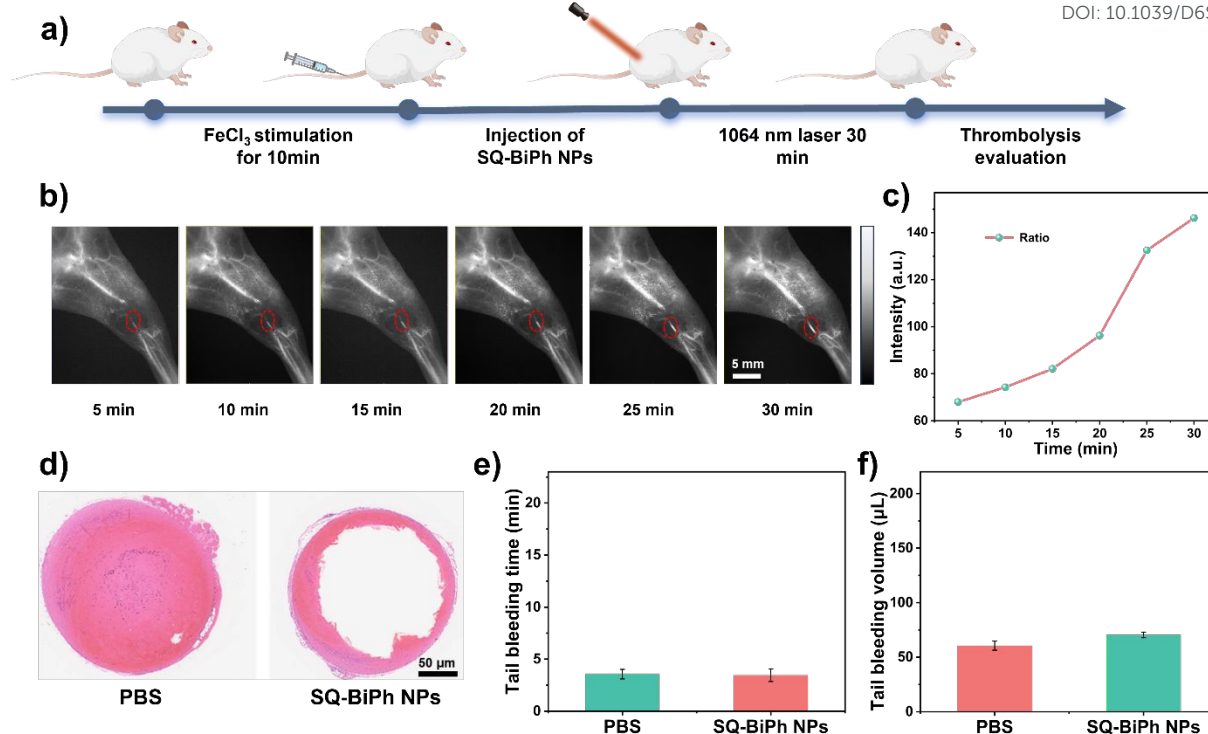 DOI: 10.1039/D6S
a)
FeCl₃ stimulation
for 10min
Injection of
SQ-BiPh NPs
1064 nm laser 30
min
Thrombolysis
evaluation
b)
5 mm
5 min
10 min
15 min
20 min
25 min
30 min
c)
Ratio
Intensity (a.u.)
140
120
100
80
60
5
10
15
20
25
30
Time (min)
d)
50 µm
PBS
SQ-BiPh NPs
e)
Tail bleeding time (min)
20
15
10
5
0
PBS
SQ-BiPh NPs
f)
Tail bleeding volume (µL)
200
150
100
50
0
PBS
SQ-BiPh NPs